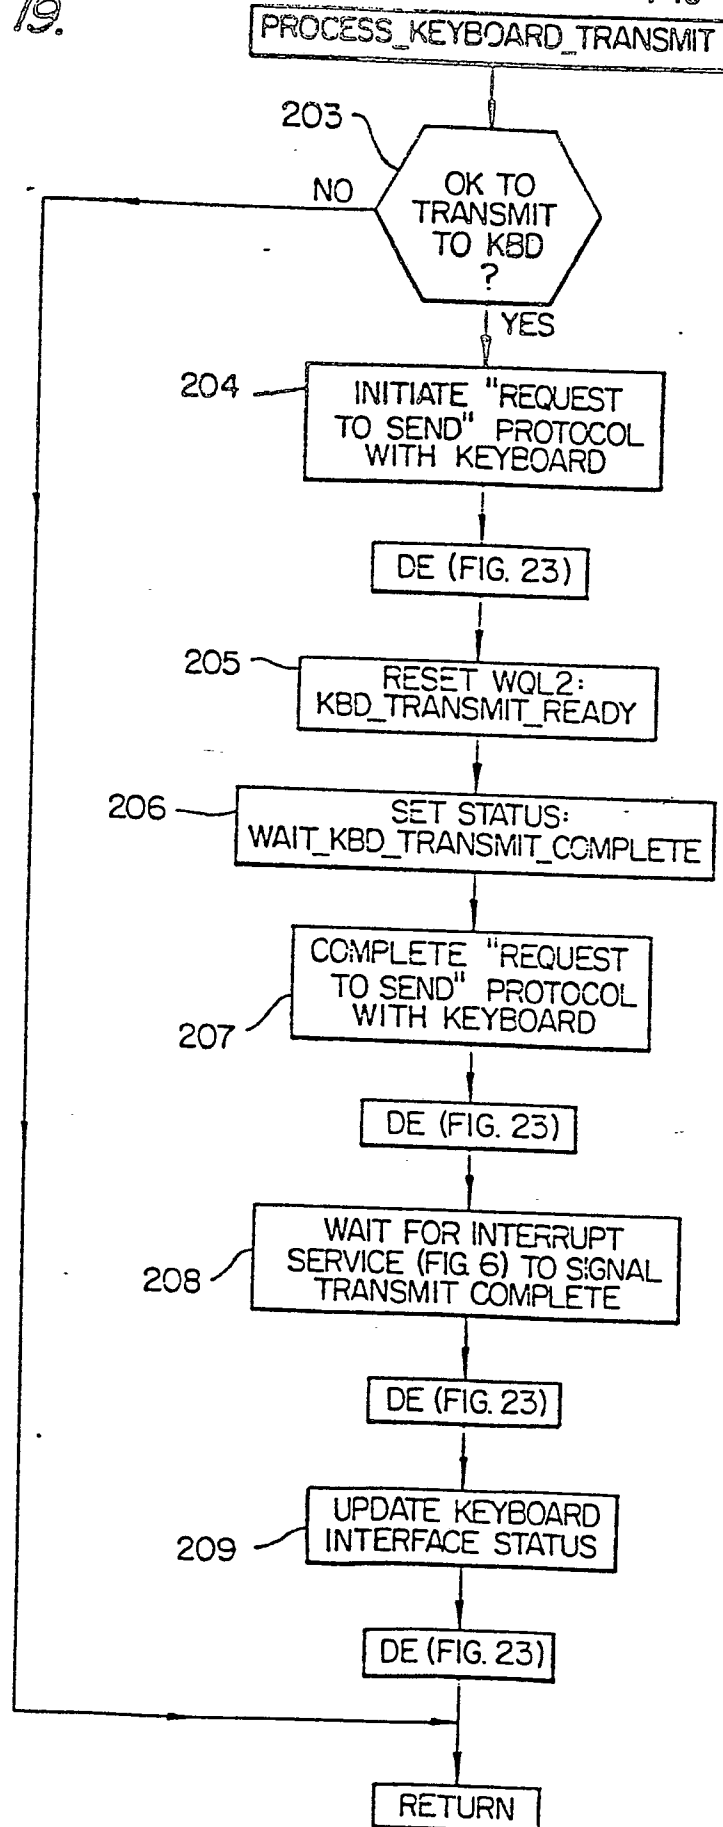 19.
PROCESS_KEYBOARD_TRANSMIT
203
OK TO
TRANSMIT
TO KBD
?
NO
YES
204
INITIATE "REQUEST
TO SEND" PROTOCOL
WITH KEYBOARD
DE (FIG. 23)
205
RESET WQL2:
KBD_TRANSMIT_READY
206
SET STATUS:
WAIT_KBD_TRANSMIT_COMPLETE
COMPLETE "REQUEST
TO SEND" PROTOCOL
WITH KEYBOARD
207
DE (FIG. 23)
WAIT FOR INTERRUPT
SERVICE (FIG. 6) TO SIGNAL
TRANSMIT COMPLETE
208
DE (FIG. 23)
UPDATE KEYBOARD
INTERFACE STATUS
209
DE (FIG. 23)
RETURN